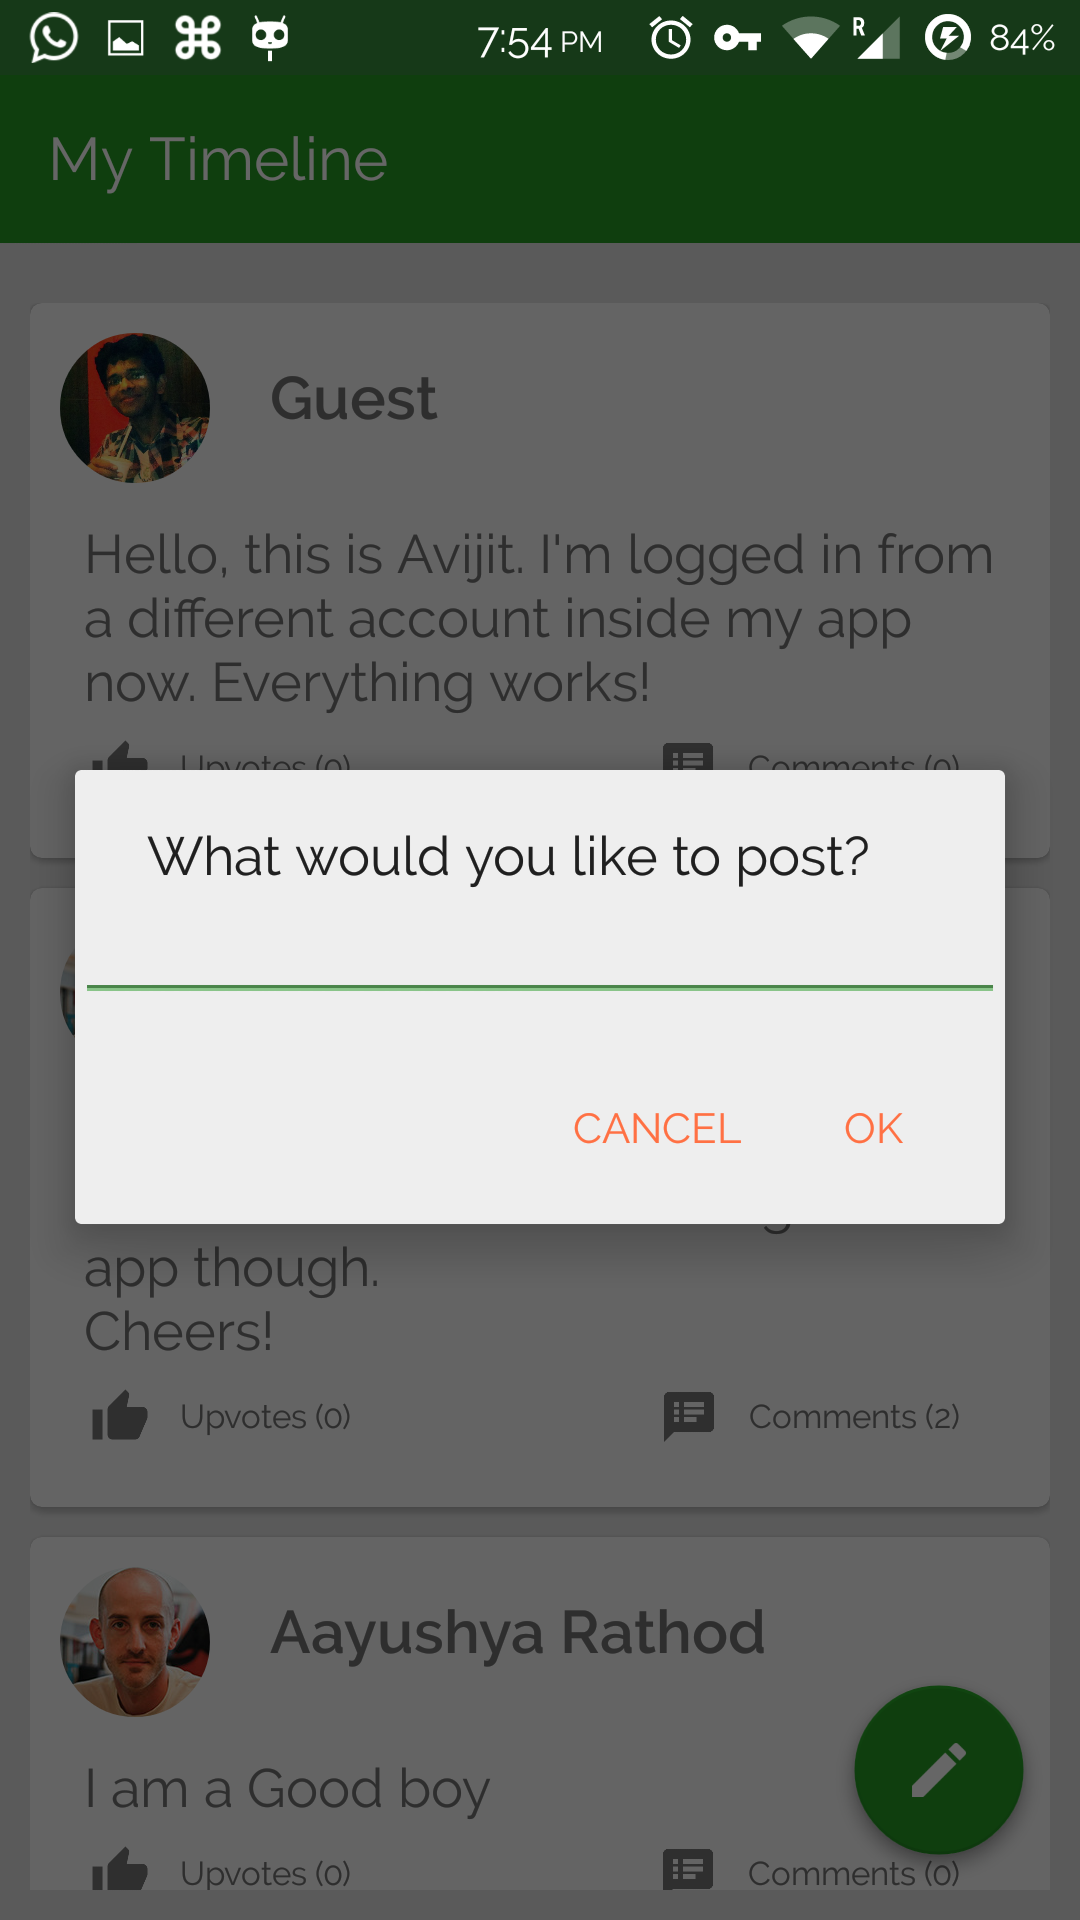 7:54 PM R 84%
My Timeline
Guest
Hello, this is Avijit. I'm logged in from
a different account inside my app
now. Everything works!
Upvotes (0) Comments (0)
What would you like to post?
CANCEL OK
app though.
Cheers!
Upvotes (0) Comments (2)
Aayushya Rathod
I am a Good boy
Upvotes (0) Comments (0)